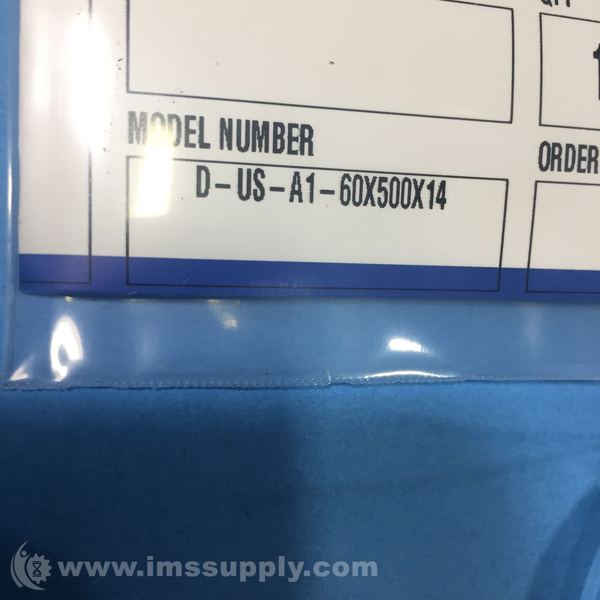 MODEL NUMBER
ORDER
D-US-A1-60X500X14
www.imssupply.com